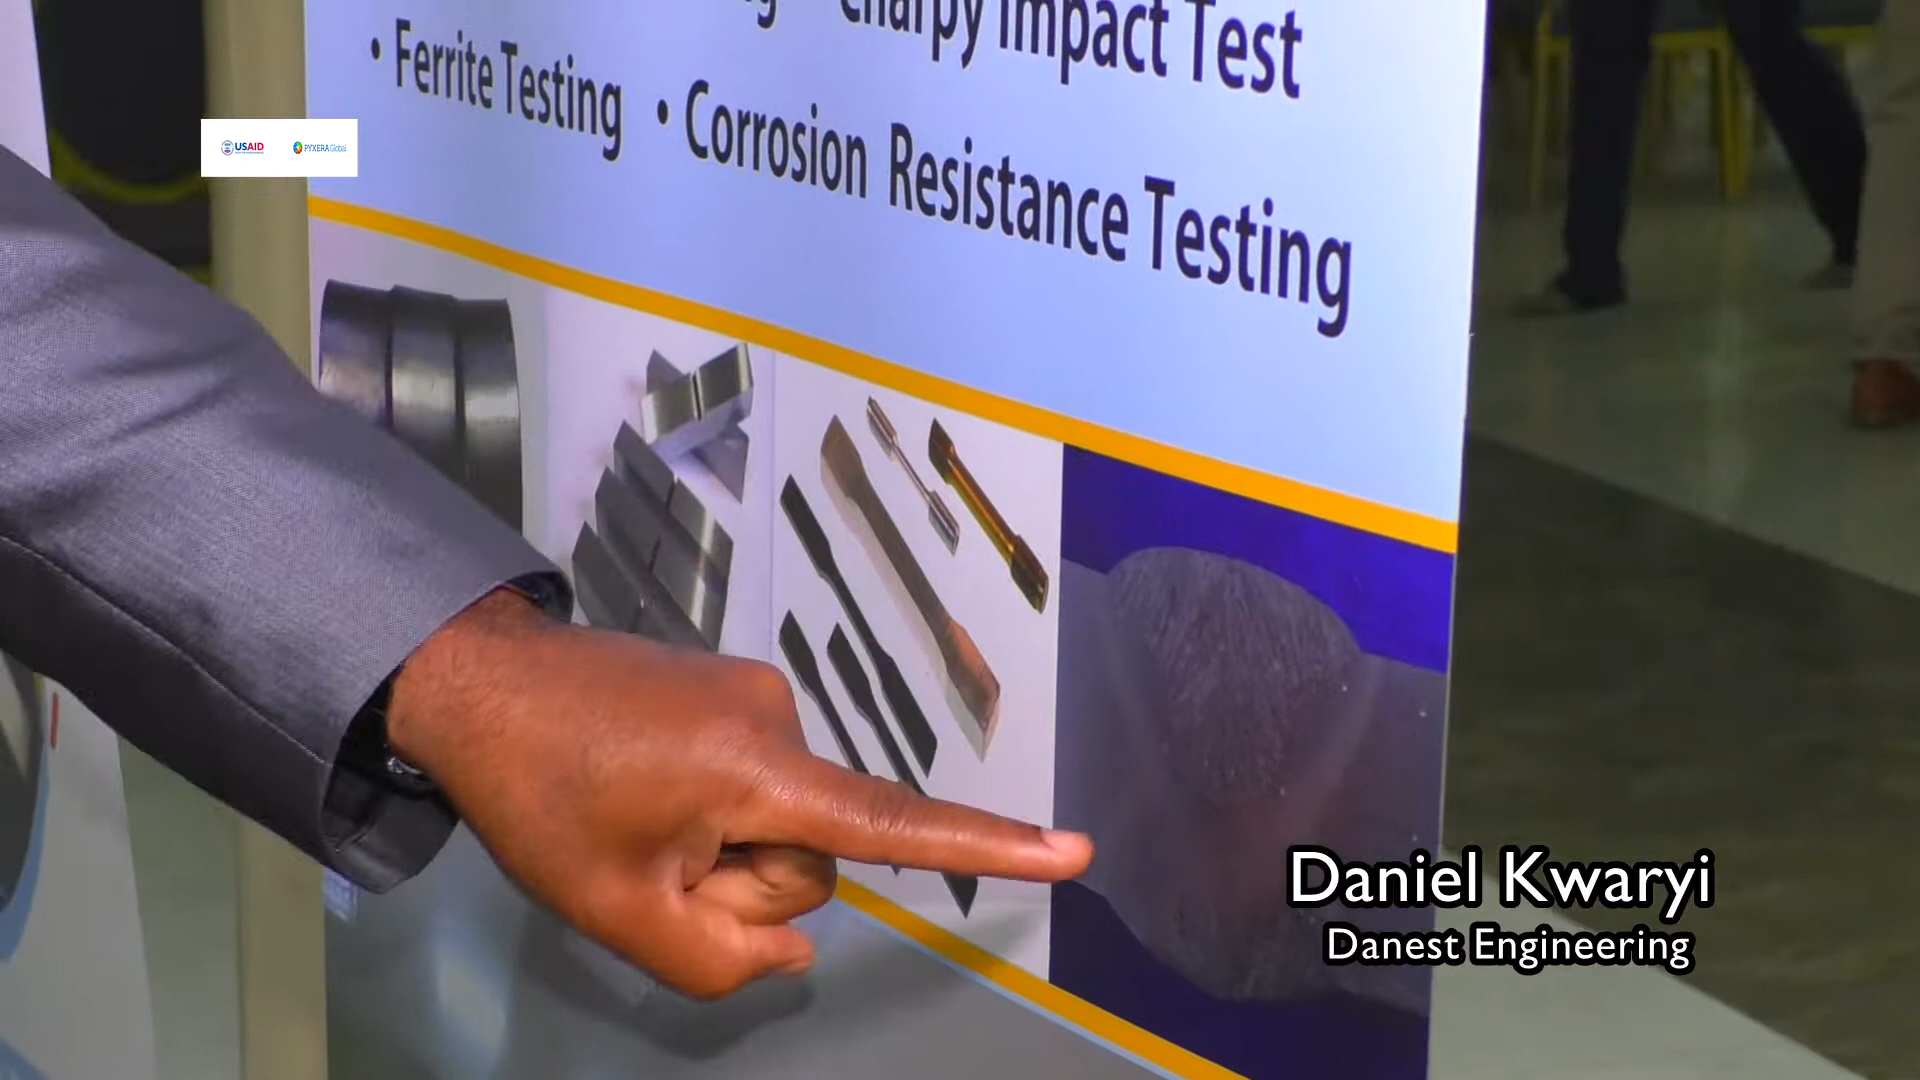 Charpy Impact Test
• Ferrite Testing • Corrosion Resistance Testing
USAID PYXERA Global
Daniel Kwaryi
Danest Engineering